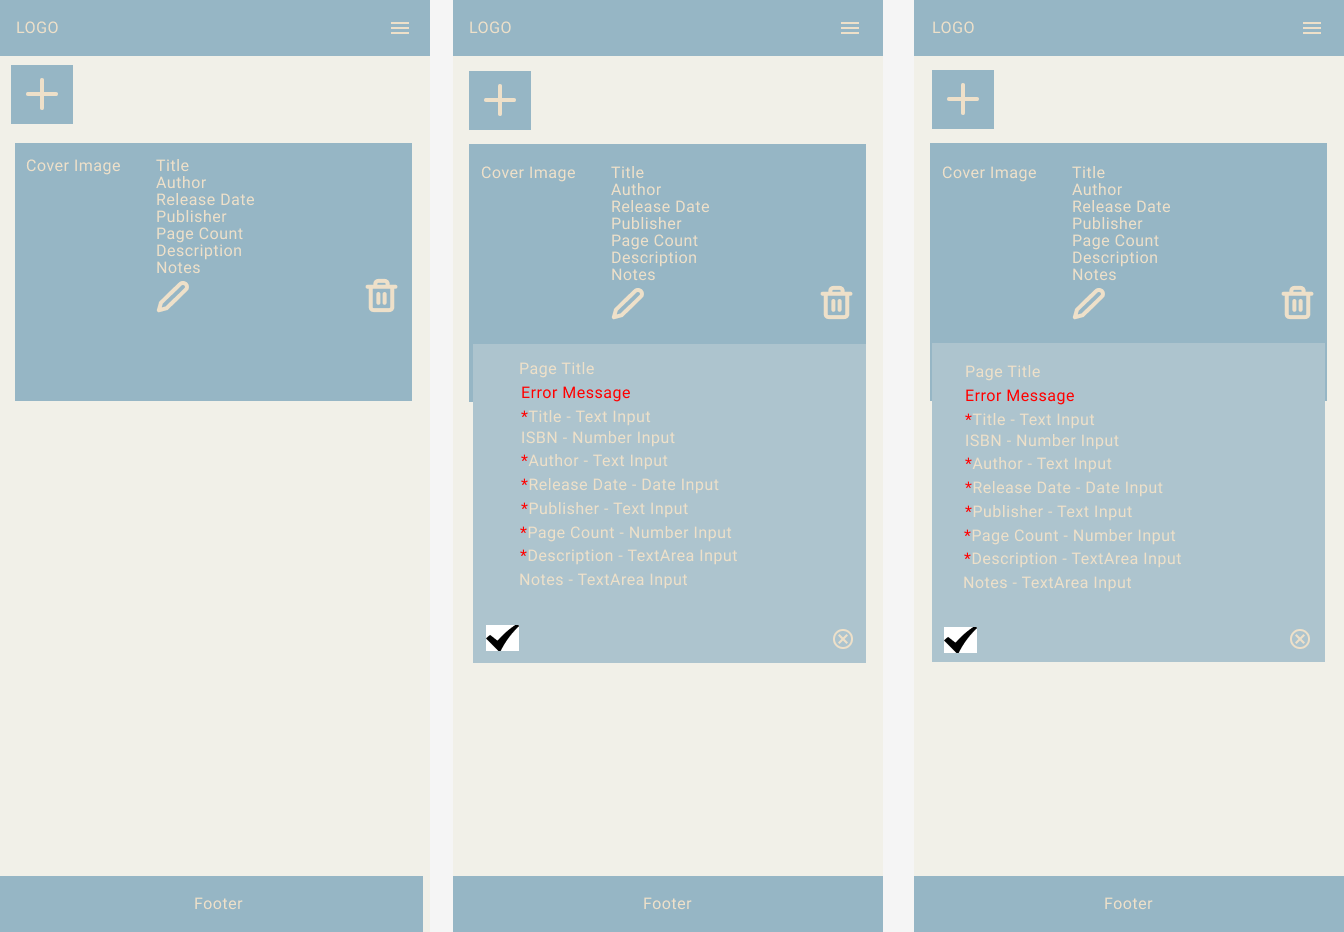 LOGO
Cover Image
Title
Author
Release Date
Publisher
Page Count
Description
Notes
Footer
LOGO
Cover Image
Title
Author
Release Date
Publisher
Page Count
Description
Notes
Page Title
Error Message
*Title - Text Input
ISBN - Number Input
*Author - Text Input
*Release Date - Date Input
*Publisher - Text Input
*Page Count - Number Input
*Description - TextArea Input
Notes - TextArea Input
Footer
LOGO
Cover Image
Title
Author
Release Date
Publisher
Page Count
Description
Notes
Page Title
Error Message
*Title - Text Input
ISBN - Number Input
*Author - Text Input
*Release Date - Date Input
*Publisher - Text Input
*Page Count - Number Input
*Description - TextArea Input
Notes - TextArea Input
Footer